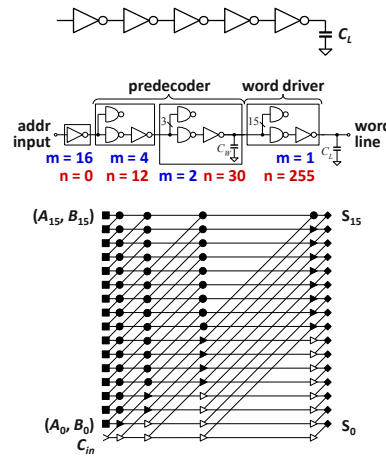 C_L
predecoder
word driver
addr input
3
C_W
15
C_L
word line
m = 16
m = 4
m = 2
m = 1
n = 0
n = 12
n = 30
n = 255
(A_15, B_15)
S_15
(A_0, B_0)
S_0
C_in